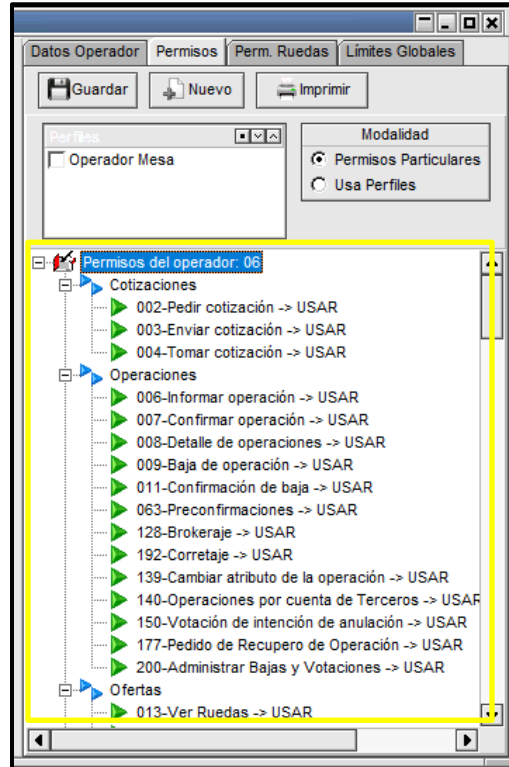 Datos Operador Permisos Perm. Ruedas Límites Globales
Guardar Nuevo Imprimir
Perfiles
Operador Mesa
Modalidad
Permisos Particulares
Usa Perfiles
Permisos del operador: 06
Cotizaciones
002-Pedir cotización -> USAR
003-Enviar cotización -> USAR
004-Tomar cotización -> USAR
Operaciones
006-Informar operación -> USAR
007-Confirmar operación -> USAR
008-Detalle de operaciones -> USAR
009-Baja de operación -> USAR
011-Confirmación de baja -> USAR
063-Preconfirmaciones -> USAR
128-Brokeraje -> USAR
192-Corretaje -> USAR
139-Cambiar atributo de la operación -> USAR
140-Operaciones por cuenta de Terceros -> USAR
150-Votación de intención de anulación -> USAR
177-Pedido de Recupero de Operación -> USAR
200-Administrar Bajas y Votaciones -> USAR
Ofertas
013-Ver Ruedas -> USAR